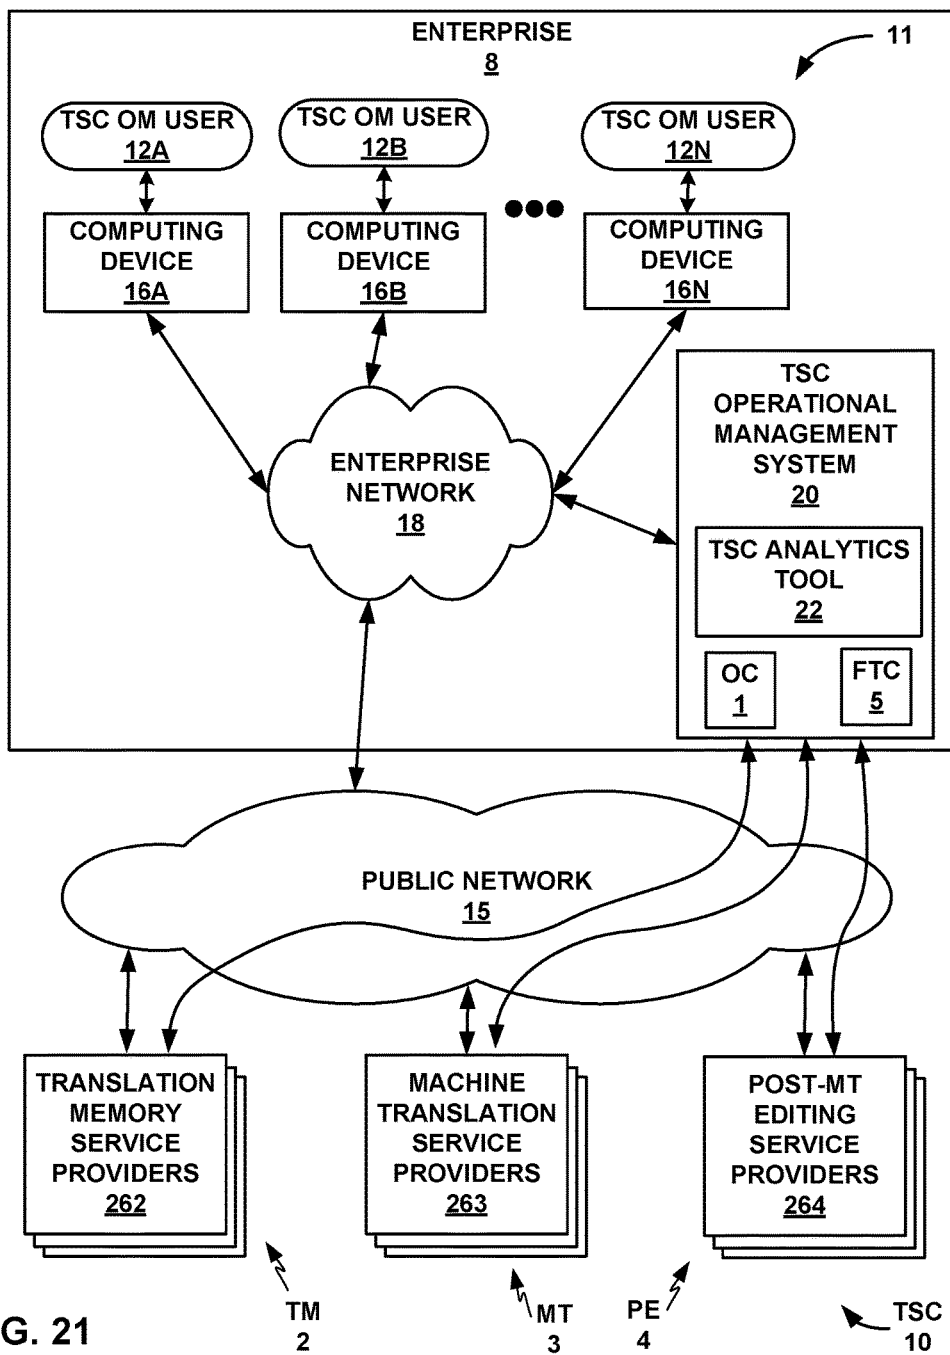 ENTERPRISE
8
11
TSC OM USER
12A
TSC OM USER
12B
TSC OM USER
12N
COMPUTING
DEVICE
16A
COMPUTING
DEVICE
16B
COMPUTING
DEVICE
16N
ENTERPRISE
NETWORK
18
TSC
OPERATIONAL
MANAGEMENT
SYSTEM
20
TSC ANALYTICS
TOOL
22
OC
1
FTC
5
PUBLIC NETWORK
15
TRANSLATION
MEMORY
SERVICE
PROVIDERS
262
MACHINE
TRANSLATION
SERVICE
PROVIDERS
263
POST-MT
EDITING
SERVICE
PROVIDERS
264
TM
2
MT
3
PE
4
TSC
10
G. 21